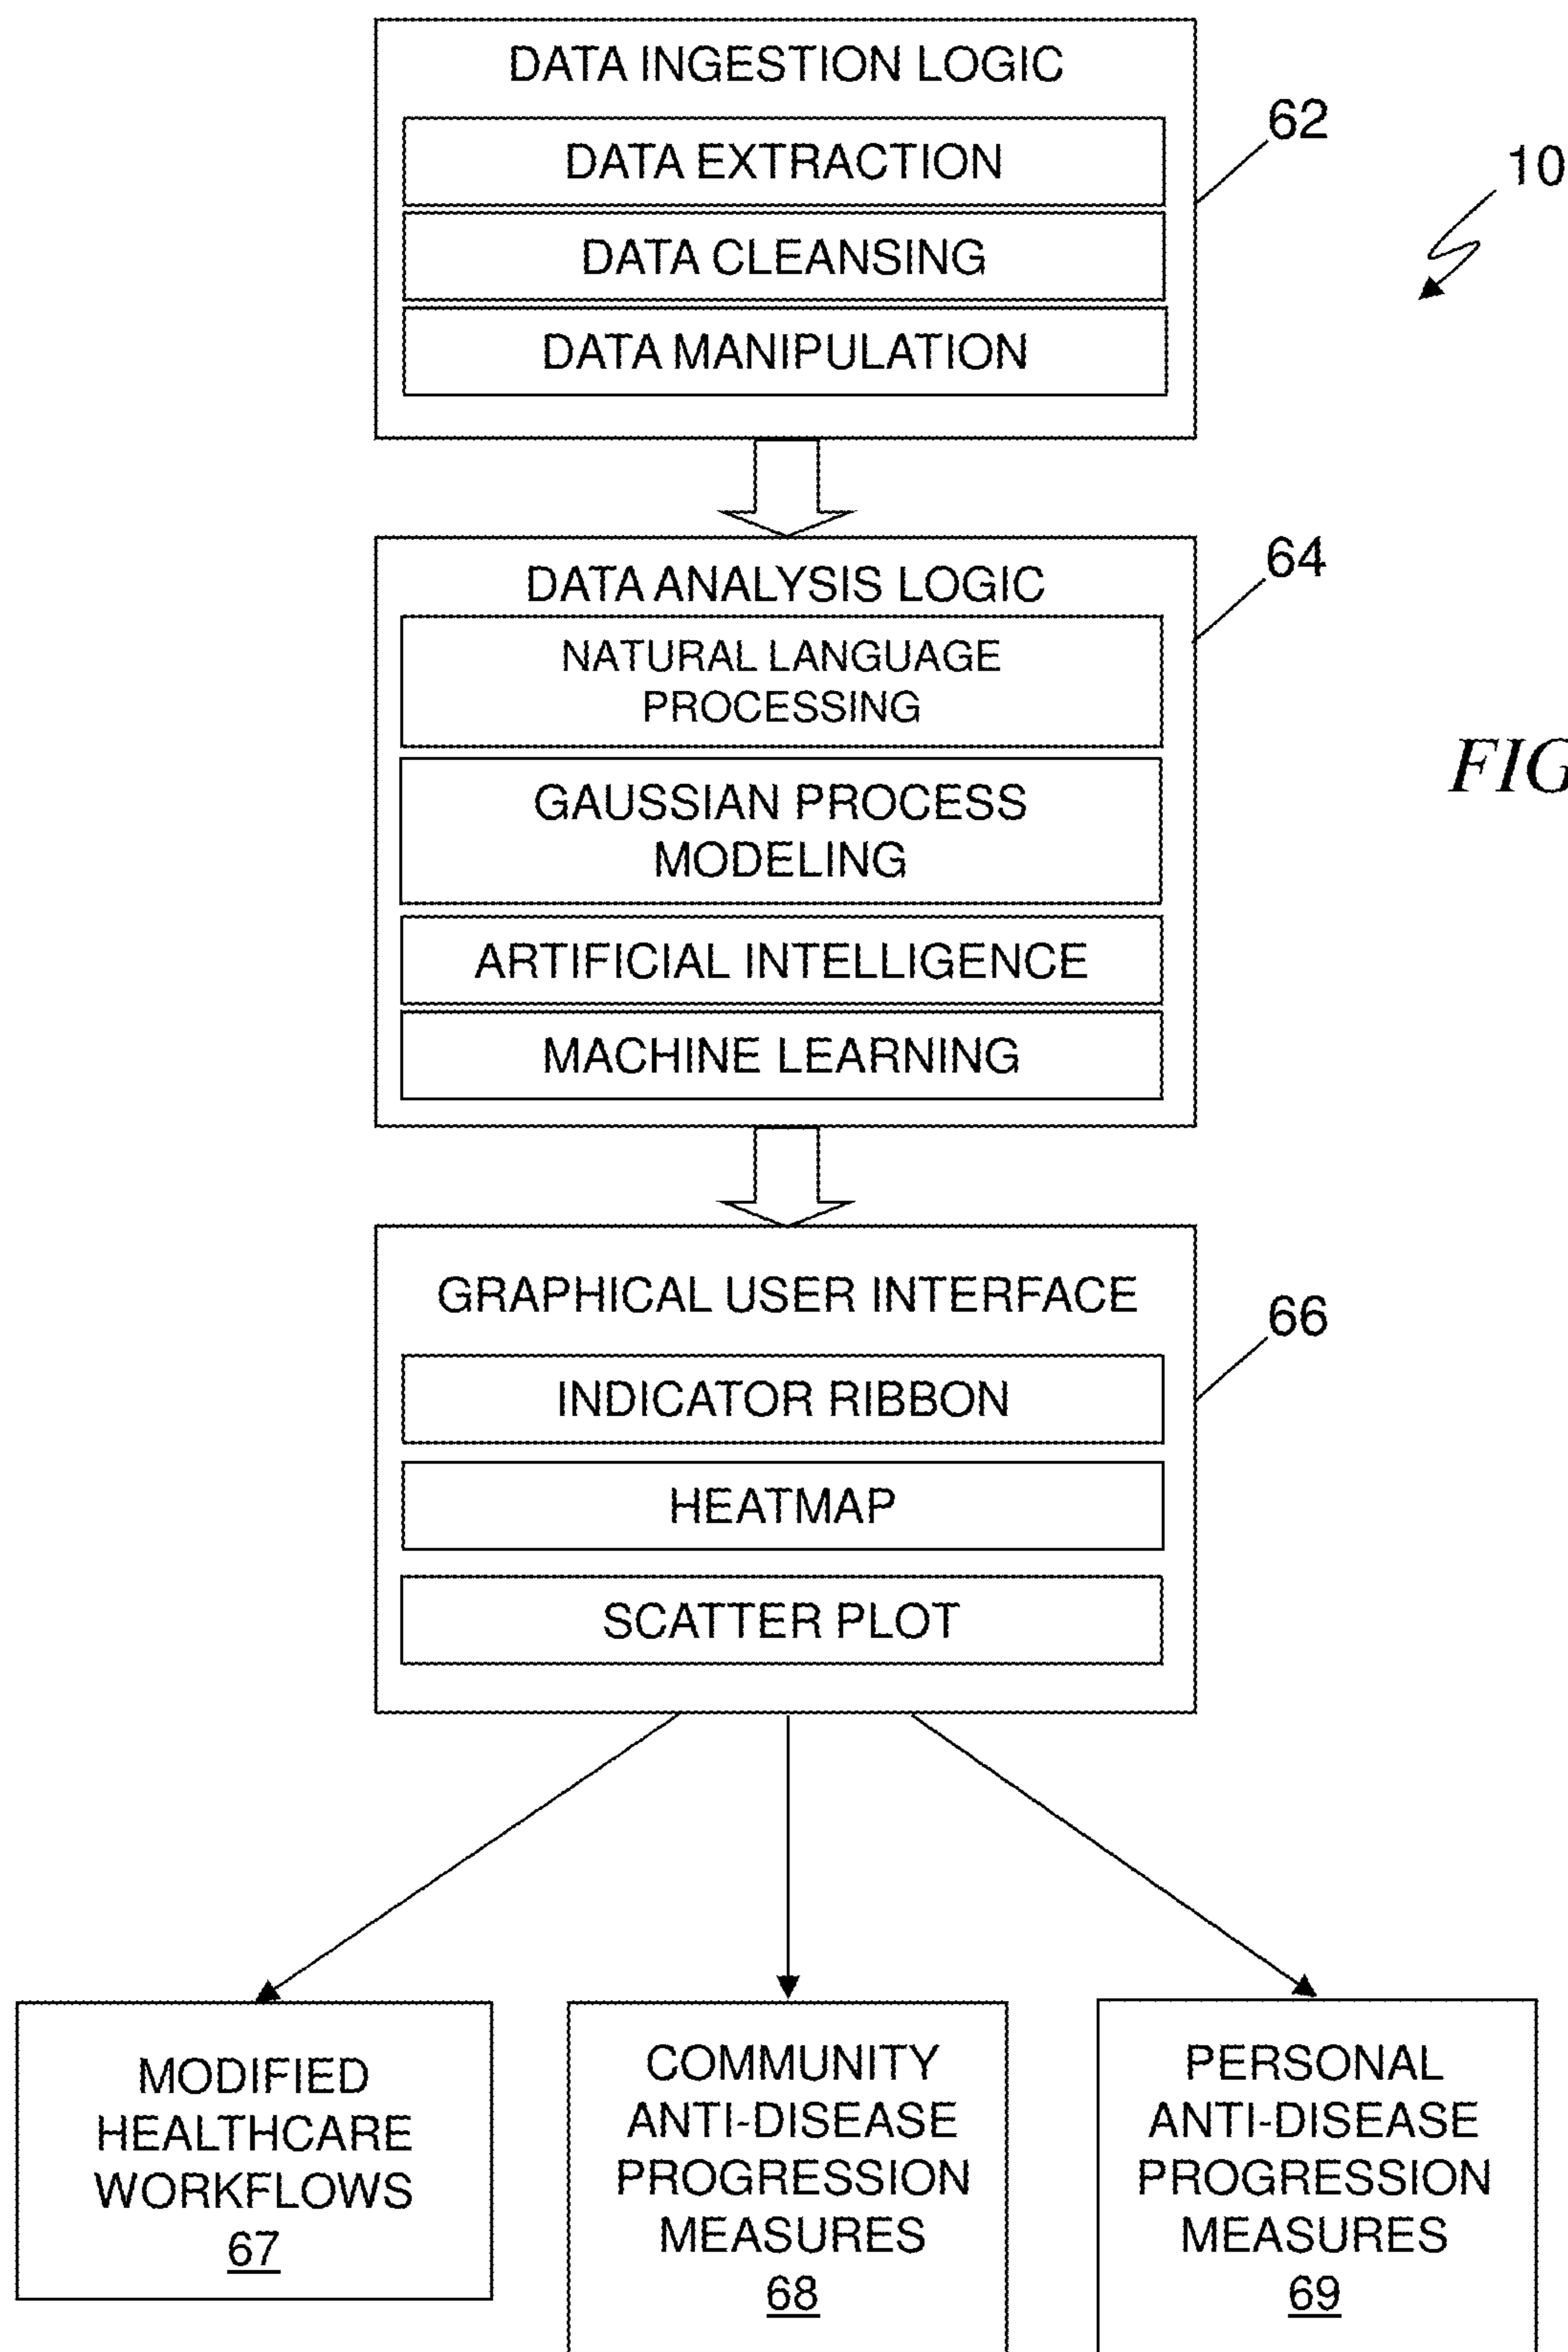 DATA INGESTION LOGIC
DATA EXTRACTION
DATA CLEANSING
DATA MANIPULATION
62
10
DATA ANALYSIS LOGIC
NATURAL LANGUAGE
PROCESSING
GAUSSIAN PROCESS
MODELING
ARTIFICIAL INTELLIGENCE
MACHINE LEARNING
64
FIG
GRAPHICAL USER INTERFACE
INDICATOR RIBBON
HEATMAP
SCATTER PLOT
66
MODIFIED
HEALTHCARE
WORKFLOWS
67
COMMUNITY
ANTI-DISEASE
PROGRESSION
MEASURES
68
PERSONAL
ANTI-DISEASE
PROGRESSION
MEASURES
69